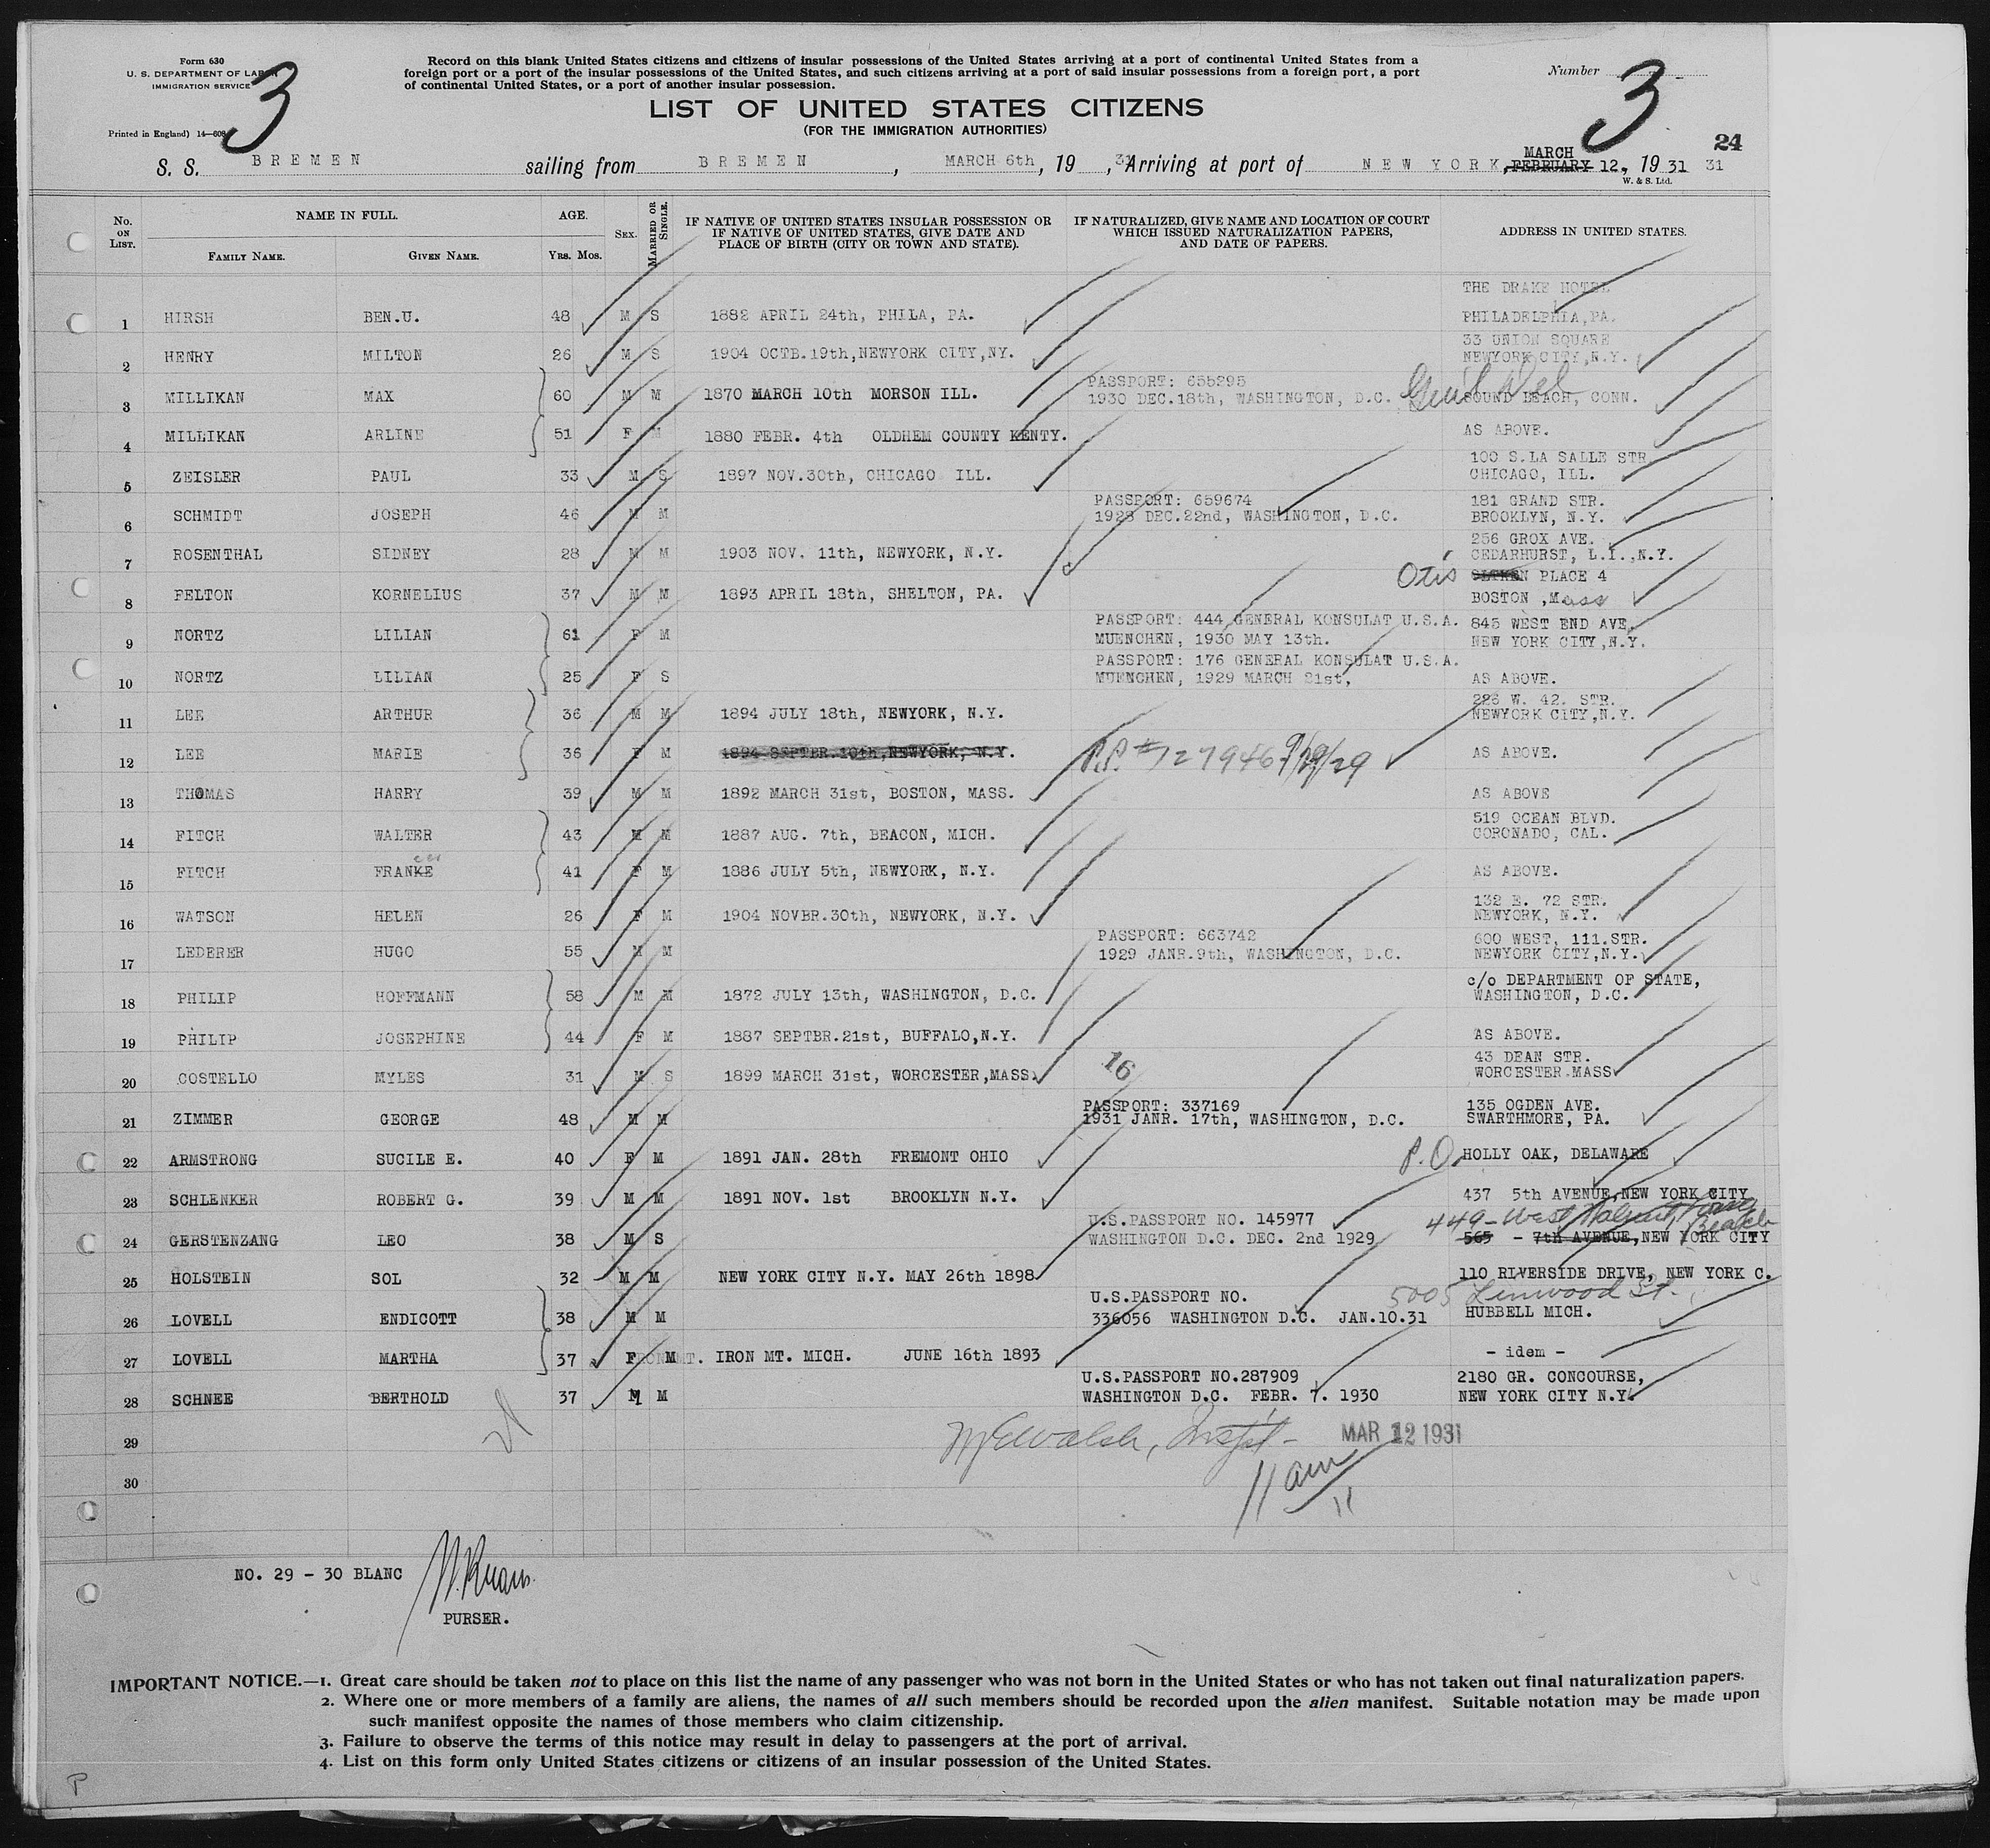 Form 630
U. S. DEPARTMENT OF LABOR
IMMIGRATION SERVICE
3
Printed in England) 14—608
Record on this blank United States citizens and citizens of insular possessions of the United States arriving at a port of continental United States from a
foreign port or a port of the insular possessions of the United States, and such citizens arriving at a port of said insular possessions from a foreign port, a port
of continental United States, or a port of another insular possession.
LIST OF UNITED STATES CITIZENS
(FOR THE IMMIGRATION AUTHORITIES)
Number
3
24
S. S. BREMEN sailing from BREMEN, MARCH 6th, 19 31, Arriving at port of NEW YORK, FEBRUARY MARCH 12, 19 31 31
W. & S. Ltd.
No. ON LIST. NAME IN FULL. FAMILY NAME. GIVEN NAME. AGE. Yrs. Mos. SEX. MARRIED OR SINGLE.
IF NATIVE OF UNITED STATES INSULAR POSSESSION OR
IF NATIVE OF UNITED STATES, GIVE DATE AND
PLACE OF BIRTH (CITY OR TOWN AND STATE).
IF NATURALIZED, GIVE NAME AND LOCATION OF COURT
WHICH ISSUED NATURALIZATION PAPERS,
AND DATE OF PAPERS.
ADDRESS IN UNITED STATES.
THE DRAKE HOTEL
1 HIRSH BEN.U. 48 M S 1882 APRIL 24th, PHILA, PA. PHILADELPHIA,PA.
33 UNION SQUARE
2 HENRY MILTON 26 M S 1904 OCTB.19th,NEWYORK CITY,NY. NEWYORK CITY,N.Y.
PASSPORT: 655295
3 MILLIKAN MAX 60 M M 1870 MARCH 10th MORSON ILL. 1930 DEC.18th, WASHINGTON, D.C. Gen'l Del SOUND BEACH, CONN.
4 MILLIKAN ARLINE 51 F M 1880 FEBR. 4th OLDHEM COUNTY KENTY. AS ABOVE.
100 S.LA SALLE STR
5 ZEISLER PAUL 33 M S 1897 NOV.30th, CHICAGO ILL. CHICAGO, ILL.
PASSPORT: 659674 181 GRAND STR.
6 SCHMIDT JOSEPH 46 M M 1928 DEC.22nd, WASHINGTON, D.C. BROOKLYN, N.Y.
256 GROX AVE.
7 ROSENTHAL SIDNEY 28 M M 1903 NOV. 11th, NEWYORK, N.Y. CEDARHURST, L.I.,N.Y.
Otis PLACE 4
8 FELTON KORNELIUS 37 M M 1893 APRIL 18th, SHELTON, PA. BOSTON ,Mass
PASSPORT: 444 GENERAL KONSULAT U.S.A. 845 WEST END AVE,
9 NORTZ LILIAN 61 F M MUENCHEN, 1930 MAY 13th. NEW YORK CITY,N.Y.
PASSPORT: 176 GENERAL KONSULAT U.S.A.
10 NORTZ LILIAN 25 F S MUENCHEN, 1929 MARCH 21st, AS ABOVE.
226 W. 42. STR.
11 LEE ARTHUR 36 M M 1894 JULY 18th, NEWYORK, N.Y. NEWYORK CITY,N.Y.
12 LEE MARIE 36 F M 1894 SEPTBR.10th,NEWYORK, N.Y. P.P. #127946 9/29/29 AS ABOVE.
13 THOMAS HARRY 39 M M 1892 MARCH 31st, BOSTON, MASS. AS ABOVE
519 OCEAN BLVD.
14 FITCH WALTER 43 M M 1887 AUG. 7th, BEACON, MICH. CORONADO, CAL.
15 FITCH FRANKE 41 F M 1886 JULY 5th, NEWYORK, N.Y. AS ABOVE.
132 E. 72 STR.
16 WATSON HELEN 26 F M 1904 NOVBR.30th, NEWYORK, N.Y. NEWYORK, N.Y.
PASSPORT: 663742 600 WEST, 111.STR.
17 LEDERER HUGO 55 M M 1929 JANR.9th, WASHINGTON, D.C. NEWYORK CITY,N.Y.
c/o DEPARTMENT OF STATE,
18 PHILIP HOFFMANN 58 M M 1872 JULY 13th, WASHINGTON, D.C. WASHINGTON, D.C.
19 PHILIP JOSEPHINE 44 F M 1887 SEPTBR.21st, BUFFALO,N.Y. AS ABOVE.
16 43 DEAN STR.
20 COSTELLO MYLES 31 M S 1899 MARCH 31st, WORCESTER,MASS. WORCESTER.MASS
PASSPORT: 337169 135 OGDEN AVE.
21 ZIMMER GEORGE 48 M M 1931 JANR. 17th, WASHINGTON, D.C. SWARTHMORE, PA.
22 ARMSTRONG SUCILE E. 40 F M 1891 JAN. 28th FREMONT OHIO P.O. HOLLY OAK, DELAWARE
23 SCHLENKER ROBERT G. 39 M M 1891 NOV. 1st BROOKLYN N.Y. 437 5th AVENUE,NEW YORK CITY
U.S.PASSPORT NO. 145977 449-West Walnut, Long Beach
24 GERSTENZANG LEO 38 M S WASHINGTON D.C. DEC. 2nd 1929 565 - 7th AVENUE,NEW YORK CITY
25 HOLSTEIN SOL 32 M M NEW YORK CITY N.Y. MAY 26th 1898 110 RIVERSIDE DRIVE, NEW YORK C.
U.S.PASSPORT NO. 5005 Linwood St.
26 LOVELL ENDICOTT 38 M M 336056 WASHINGTON D.C. JAN.10.31 HUBBELL MICH.
27 LOVELL MARTHA 37 F M IRON MT. MICH. JUNE 16th 1893 - idem -
U.S.PASSPORT NO.287909 2180 GR. CONCOURSE,
28 SCHNEE BERTHOLD 37 M M WASHINGTON D.C. FEBR. 7. 1930 NEW YORK CITY N.Y.
29 MAR 12 1931
11 am
30 11
NO. 29 - 30 BLANC
PURSER.
IMPORTANT NOTICE.—1. Great care should be taken not to place on this list the name of any passenger who was not born in the United States or who has not taken out final naturalization papers.
2. Where one or more members of a family are aliens, the names of all such members should be recorded upon the alien manifest. Suitable notation may be made upon
such manifest opposite the names of those members who claim citizenship.
3. Failure to observe the terms of this notice may result in delay to passengers at the port of arrival.
4. List on this form only United States citizens or citizens of an insular possession of the United States.
P